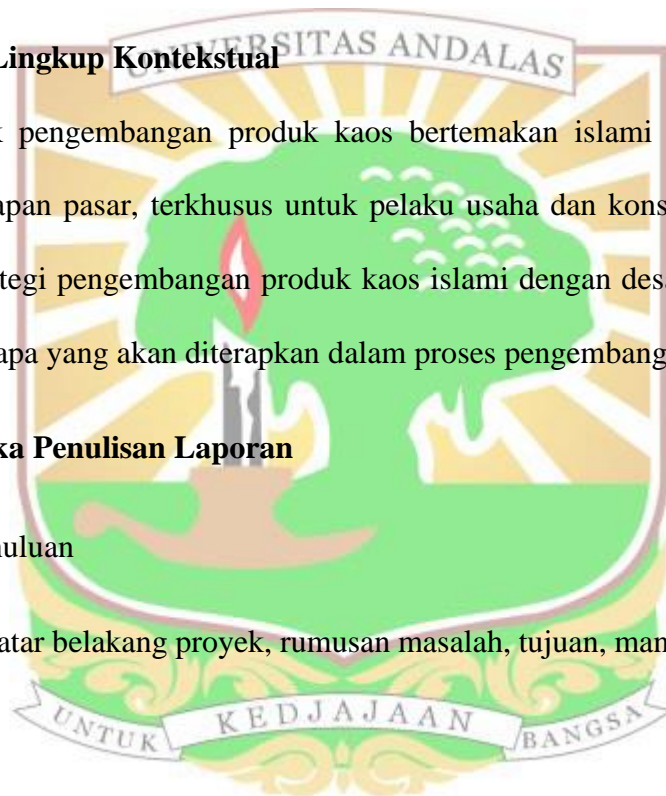 UNIVERSITAS ANDALAS
Lingkup Kontekstual
pengembangan produk kaos bertemakan islami
apan pasar, terkhusus untuk pelaku usaha dan kons
tegi pengembangan produk kaos islami dengan desa
apa yang akan diterapkan dalam proses pengembang
ka Penulisan Laporan
huluan
atar belakang proyek, rumusan masalah, tujuan, man
UNTUK KEDJAJAAN BANGSA